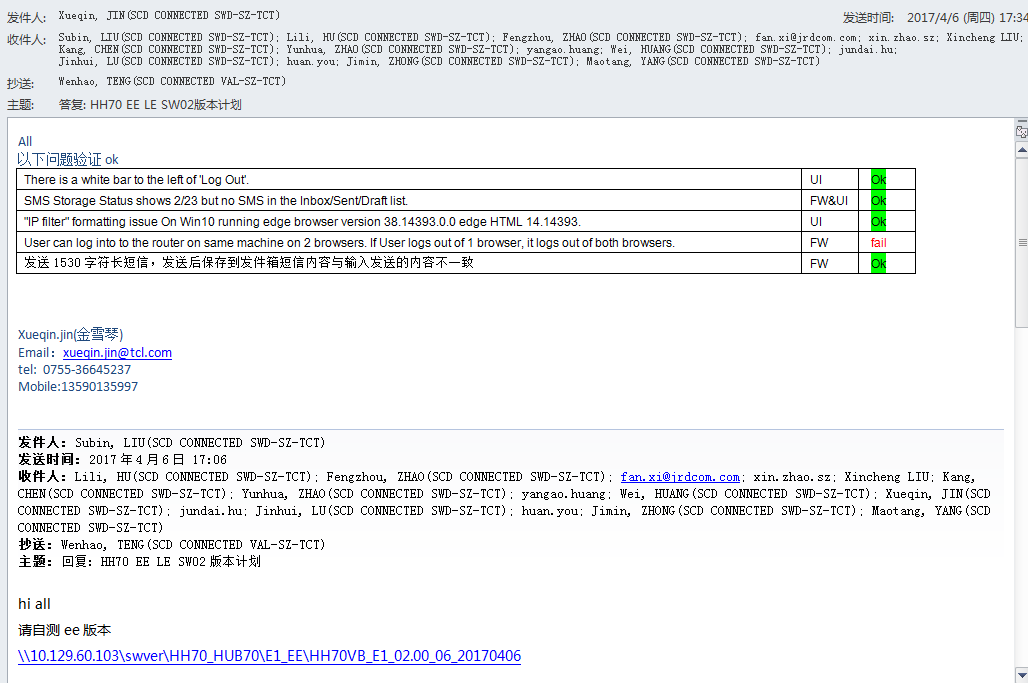 发件人: Xueqin, JIN(SCD CONNECTED SWD-SZ-TCT) 发送时间: 2017/4/6 (周四) 17:34
收件人: Subin, LIU(SCD CONNECTED SWD-SZ-TCT); Lili, HU(SCD CONNECTED SWD-SZ-TCT); Fengzhou, ZHAO(SCD CONNECTED SWD-SZ-TCT); fan.xi@jrdcom.com; xin.zhao.sz; Xincheng LIU;
Kang, CHEN(SCD CONNECTED SWD-SZ-TCT); Yunhua, ZHAO(SCD CONNECTED SWD-SZ-TCT); yangao.huang; Wei, HUANG(SCD CONNECTED SWD-SZ-TCT); jundai.hu;
Jinhui, LU(SCD CONNECTED SWD-SZ-TCT); huan.you; Jimin, ZHONG(SCD CONNECTED SWD-SZ-TCT); Maotang, YANG(SCD CONNECTED SWD-SZ-TCT)
抄送: Wenhao, TENG(SCD CONNECTED VAL-SZ-TCT)
主题: 答复: HH70 EE LE SW02版本计划
All
以下问题验证 ok
There is a white bar to the left of 'Log Out'. UI Ok
SMS Storage Status shows 2/23 but no SMS in the Inbox/Sent/Draft list. FW&UI Ok
"IP filter" formatting issue On Win10 running edge browser version 38.14393.0.0 edge HTML 14.14393. UI Ok
User can log into to the router on same machine on 2 browsers. If User logs out of 1 browser, it logs out of both browsers. FW fail
发送 1530 字符长短信，发送后保存到发件箱短信内容与输入发送的内容不一致 FW Ok
Xueqin.jin(金雪琴)
Email：xueqin.jin@tcl.com
tel: 0755-36645237
Mobile:13590135997
发件人: Subin, LIU(SCD CONNECTED SWD-SZ-TCT)
发送时间: 2017年4月6日 17:06
收件人: Lili, HU(SCD CONNECTED SWD-SZ-TCT); Fengzhou, ZHAO(SCD CONNECTED SWD-SZ-TCT); fan.xi@jrdcom.com; xin.zhao.sz; Xincheng LIU; Kang,
CHEN(SCD CONNECTED SWD-SZ-TCT); Yunhua, ZHAO(SCD CONNECTED SWD-SZ-TCT); yangao.huang; Wei, HUANG(SCD CONNECTED SWD-SZ-TCT); Xueqin, JIN(SCD
CONNECTED SWD-SZ-TCT); jundai.hu; Jinhui, LU(SCD CONNECTED SWD-SZ-TCT); huan.you; Jimin, ZHONG(SCD CONNECTED SWD-SZ-TCT); Maotang, YANG(SCD
CONNECTED SWD-SZ-TCT)
抄送: Wenhao, TENG(SCD CONNECTED VAL-SZ-TCT)
主题: 回复: HH70 EE LE SW02版本计划
hi all
请自测 ee 版本
\\10.129.60.103\swver\HH70_HUB70\E1_EE\HH70VB_E1_02.00_06_20170406